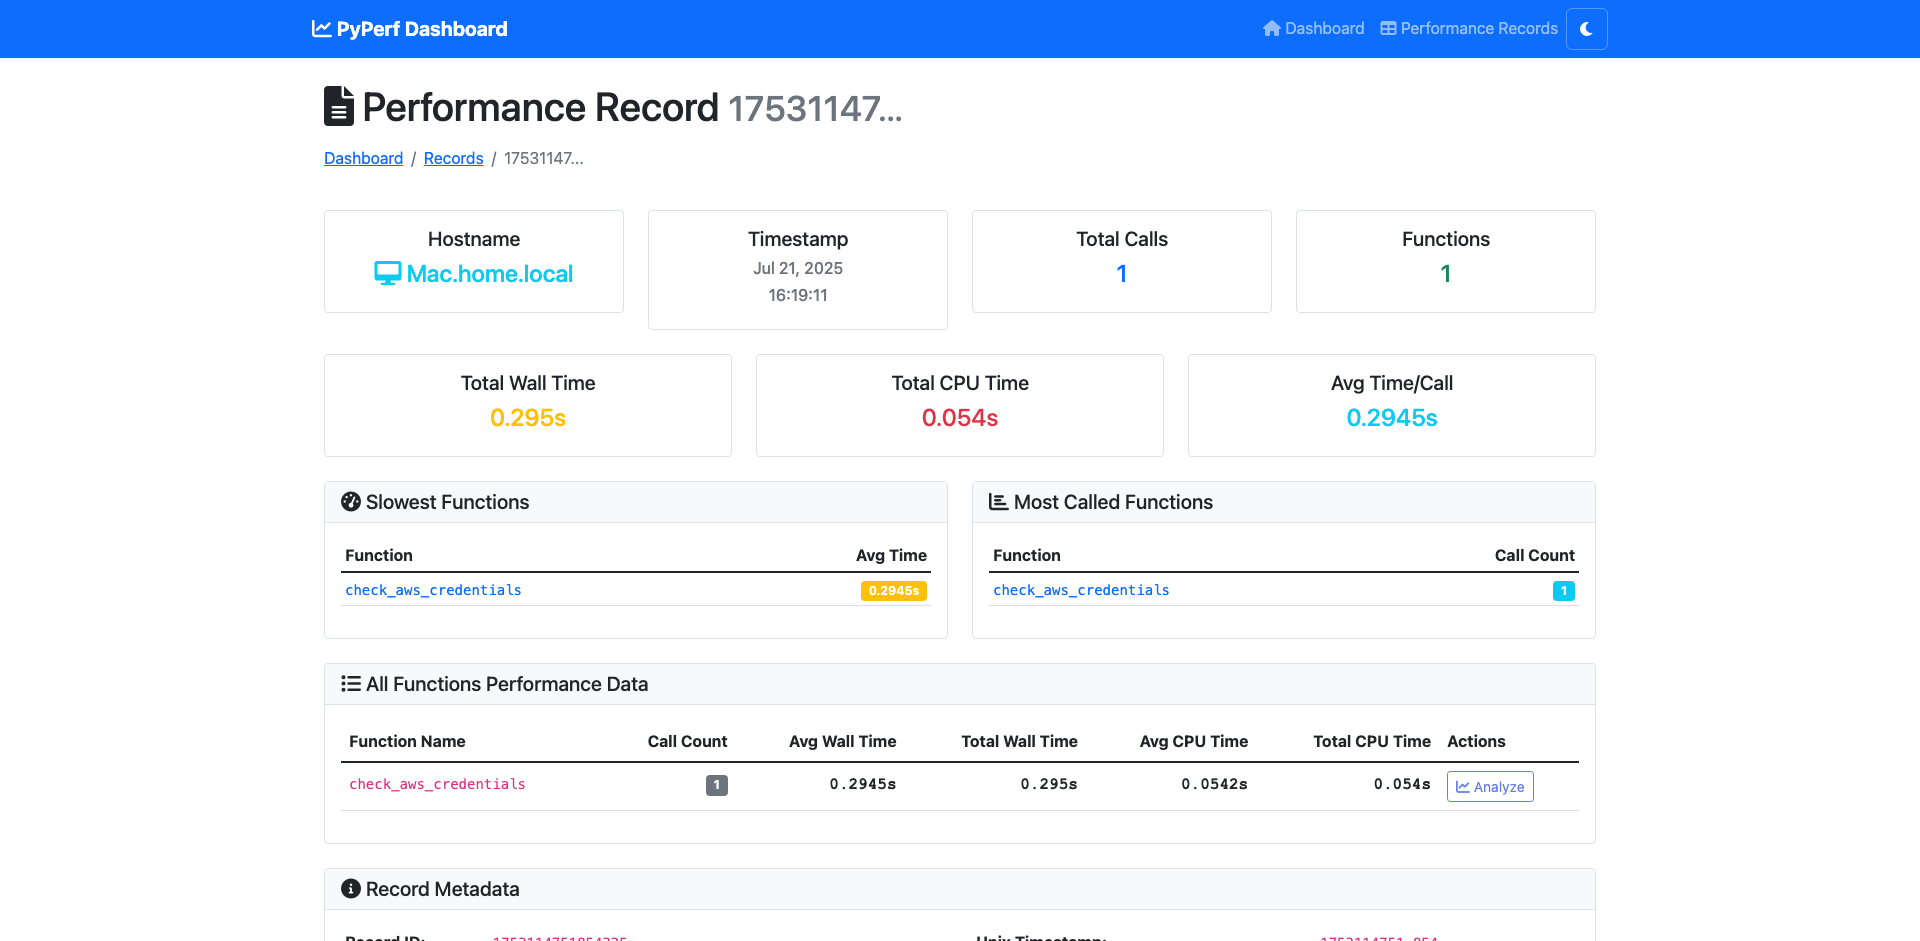 PyPerf Dashboard
Dashboard
Performance Records
Performance Record 17531147...
Dashboard / Records / 17531147...
Hostname
Mac.home.local
Timestamp
Jul 21, 2025
16:19:11
Total Calls
1
Functions
1
Total Wall Time
0.295s
Total CPU Time
0.054s
Avg Time/Call
0.2945s
Slowest Functions
Function Avg Time
check_aws_credentials 0.2945s
Most Called Functions
Function Call Count
check_aws_credentials 1
All Functions Performance Data
Function Name Call Count Avg Wall Time Total Wall Time Avg CPU Time Total CPU Time Actions
check_aws_credentials 1 0.2945s 0.295s 0.0542s 0.054s Analyze
Record Metadata
Record ID:
Unix Timestamp: